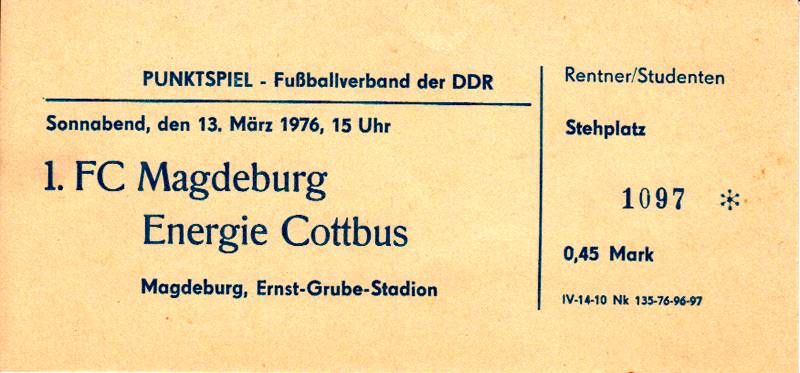 PUNKTSPIEL - Fußballverband der DDR
Sonnabend, den 13. März 1976, 15 Uhr
1. FC Magdeburg
Energie Cottbus
Magdeburg, Ernst-Grube-Stadion
Rentner/Studenten
Stehplatz
1097 *
0,45 Mark
IV-14-10 Nk 135-76-96-97